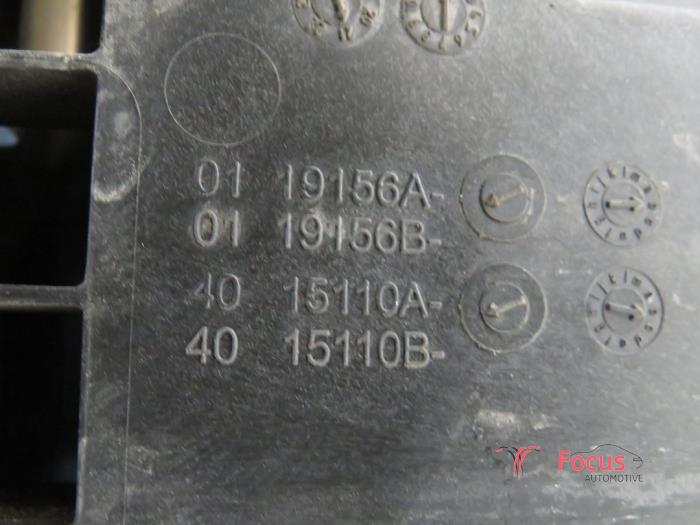 01 19156A-
01 19156B-
40 15110A-
40 15110B-
Focus
AUTOMOTIVE